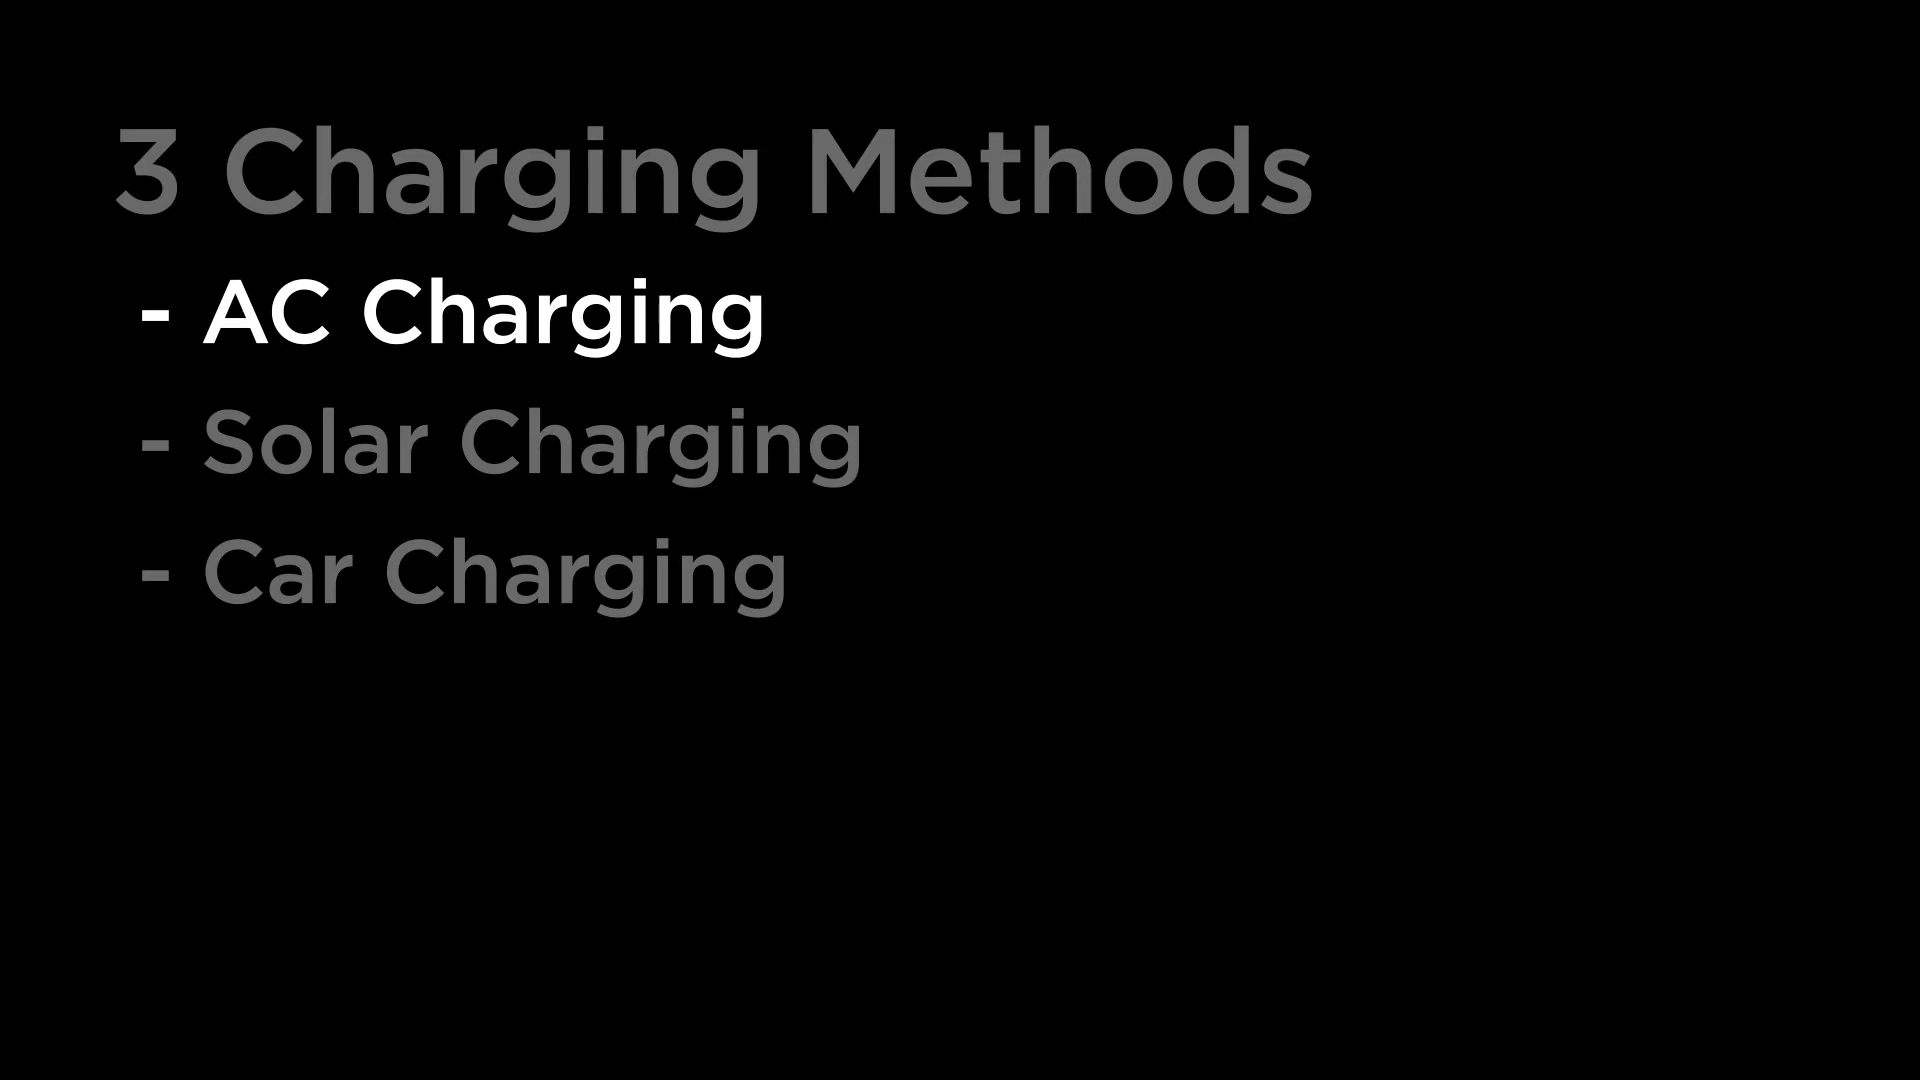 3 Charging Methods
- AC Charging
- Solar Charging
- Car Charging